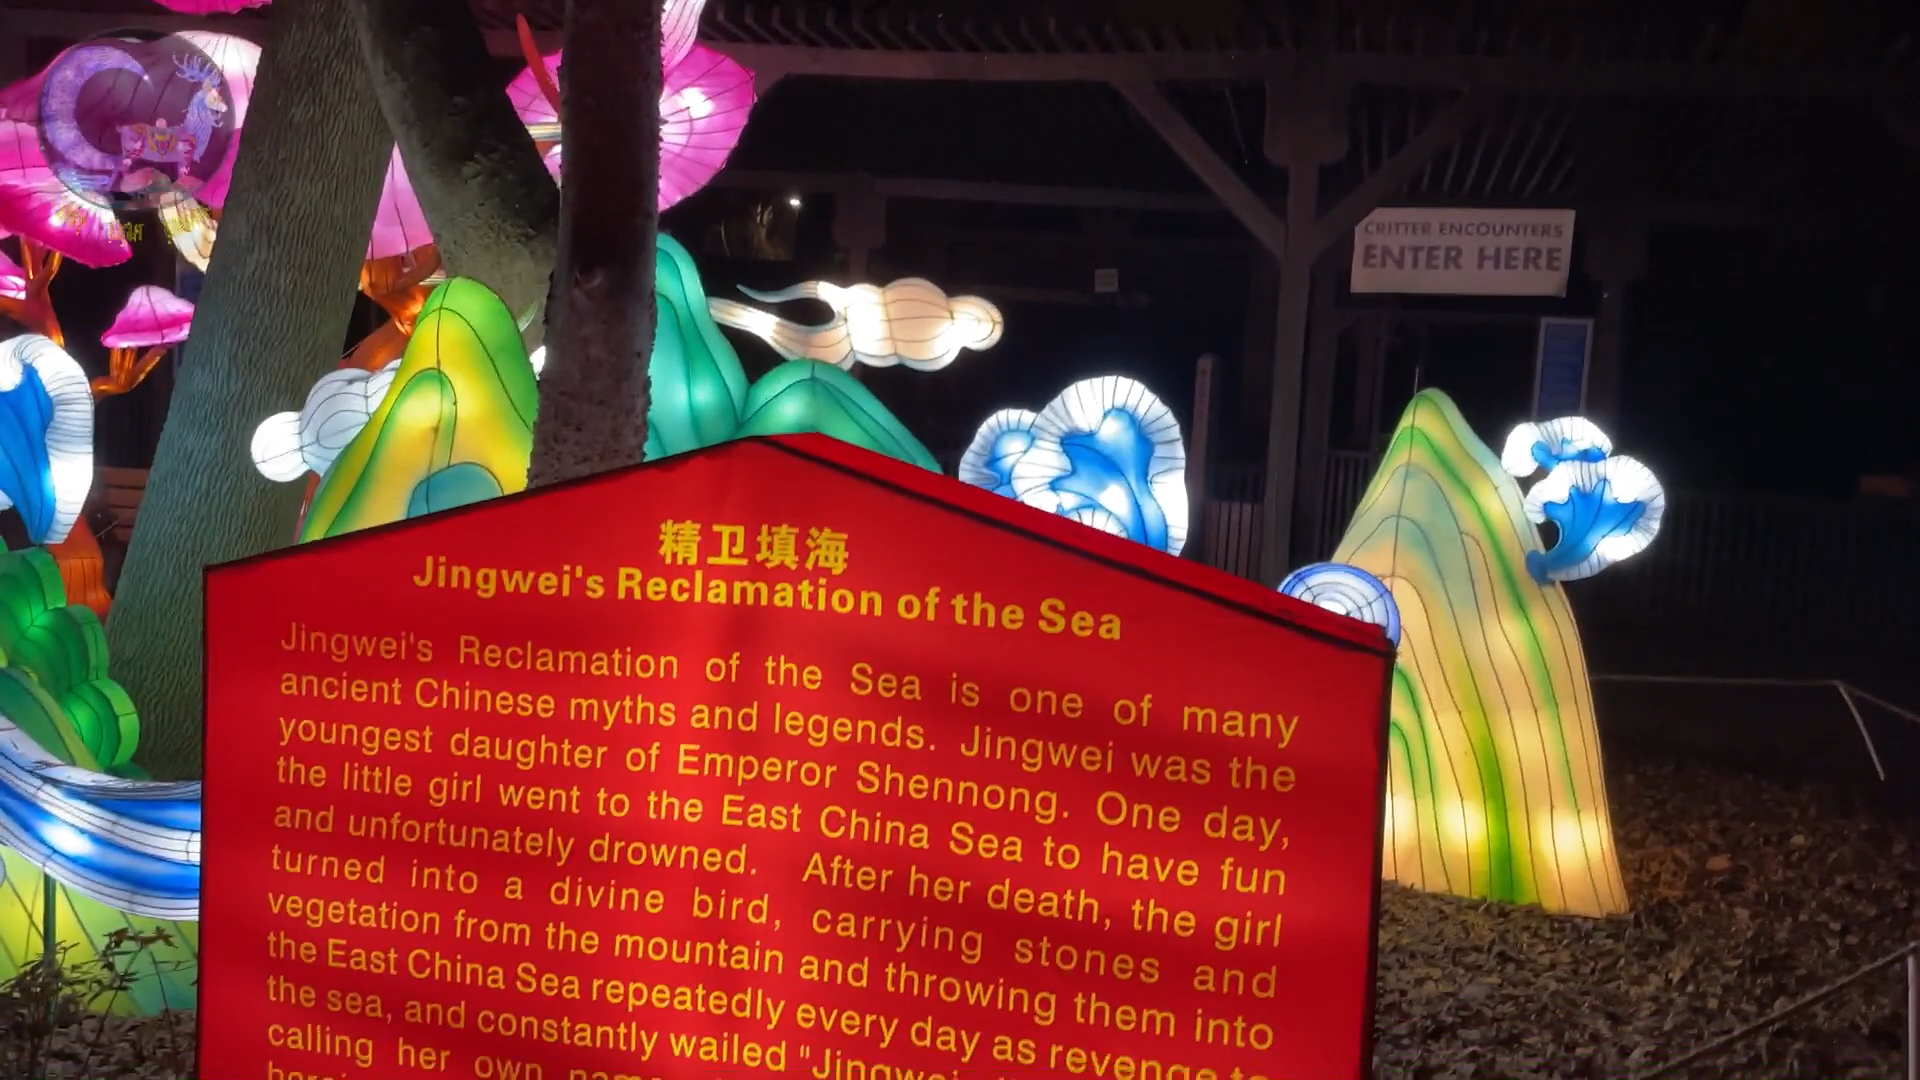 CRITTER ENCOUNTERS
ENTER HERE
精卫填海
Jingwei's Reclamation of the Sea
Jingwei's Reclamation of the Sea is one of many
ancient Chinese myths and legends. Jingwei was the
youngest daughter of Emperor Shennong. One day,
the little girl went to the East China Sea to have fun
and unfortunately drowned. After her death, the girl
turned into a divine bird, carrying stones and
vegetation from the mountain and throwing them into
the East China Sea repeatedly every day as revenge to
the sea, and constantly wailed "Jingwei
calling her own name